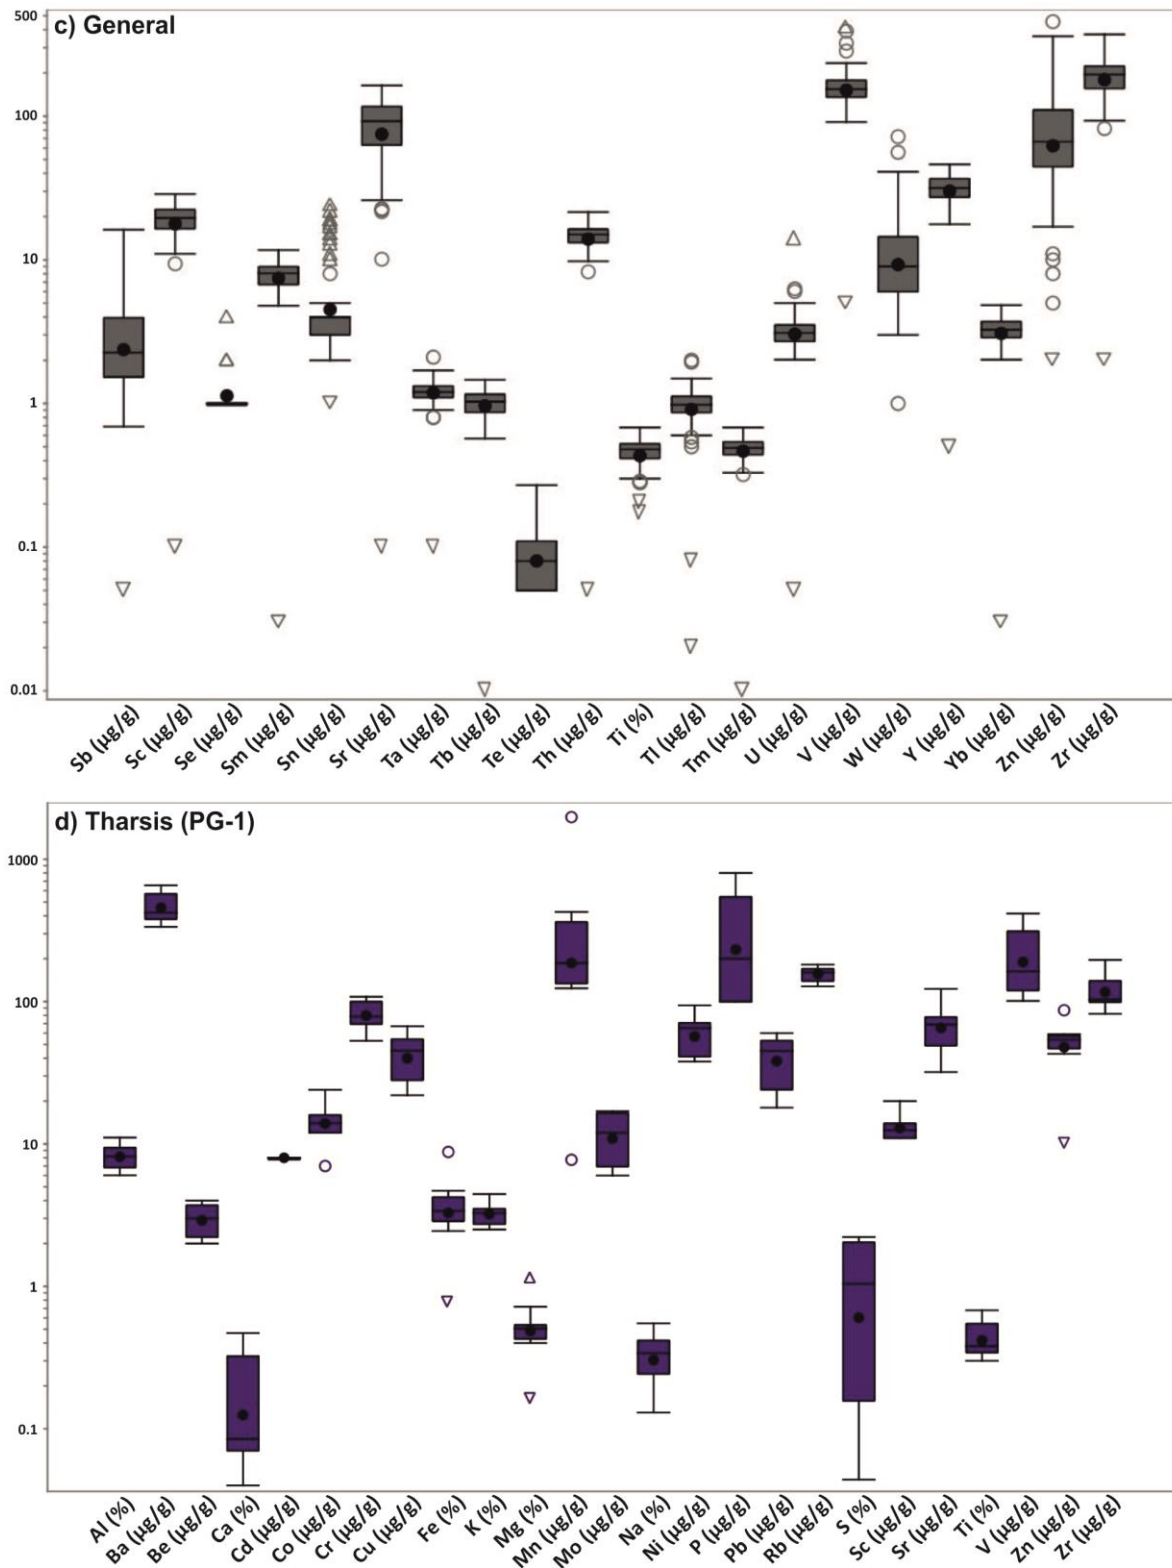 c) General
500
100
10
1
0.1
0.01
Sb (µg/g)
Sc (µg/g)
Se (µg/g)
Sm (µg/g)
Sn (µg/g)
Sr (µg/g)
Ta (µg/g)
Tb (µg/g)
Te (µg/g)
Th (µg/g)
Ti (%)
Tl (µg/g)
Tm (µg/g)
U (µg/g)
V (µg/g)
W (µg/g)
Y (µg/g)
Yb (µg/g)
Zn (µg/g)
Zr (µg/g)
d) Tharsis (PG-1)
1000
100
10
1
0.1
Al (%)
Ba (µg/g)
Be (µg/g)
Ca (%)
Cd (µg/g)
Co (µg/g)
Cr (µg/g)
Cu (µg/g)
Fe (%)
K (%)
Mg (%)
Mn (µg/g)
Mo (µg/g)
Na (%)
Ni (µg/g)
P (µg/g)
Pb (µg/g)
Rb (µg/g)
S (%)
Sc (µg/g)
Sr (µg/g)
Ti (%)
V (µg/g)
Zn (µg/g)
Zr (µg/g)